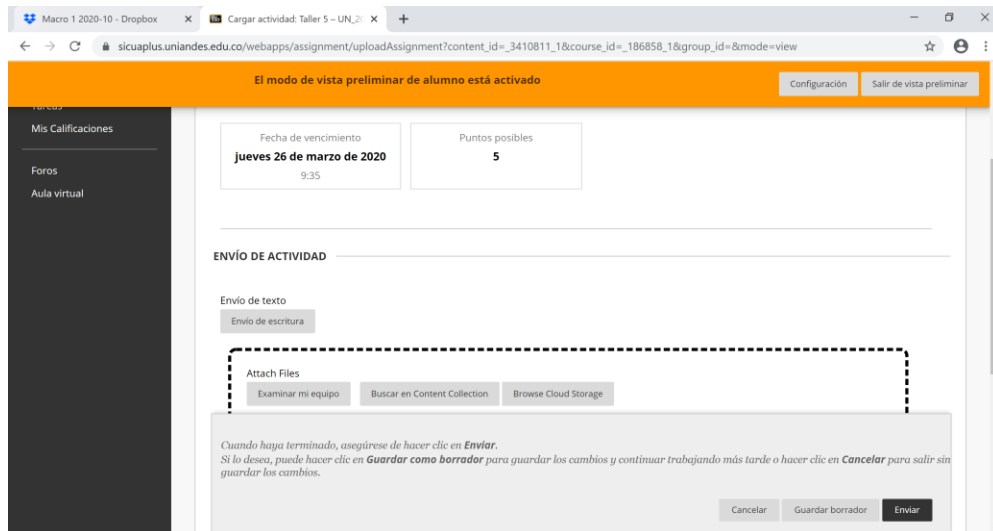 Macro 1 2020-10 - Dropbox
Cargar actividad: Taller 5 – UN_20
sicuaplus.uniandes.edu.co/webapps/assignment/uploadAssignment?content_id=_3410811_1&course_id=_186858_1&group_id=&mode=view
El modo de vista preliminar de alumno está activado
Configuración
Salir de vista preliminar
Tareas
Mis Calificaciones
Foros
Aula virtual
Fecha de vencimiento
jueves 26 de marzo de 2020
9:35
Puntos posibles
5
ENVÍO DE ACTIVIDAD
Envío de texto
Envío de escritura
Attach Files
Examinar mi equipo
Buscar en Content Collection
Browse Cloud Storage
Cuando haya terminado, asegúrese de hacer clic en Enviar.
Si lo desea, puede hacer clic en Guardar como borrador para guardar los cambios y continuar trabajando más tarde o hacer clic en Cancelar para salir sin
guardar los cambios.
Cancelar
Guardar borrador
Enviar